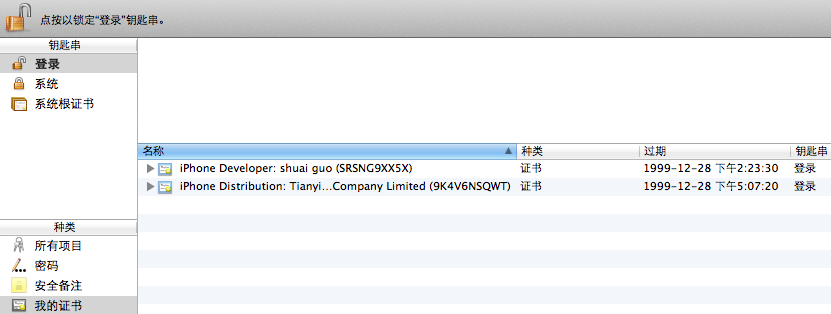 点按以锁定“登录”钥匙串。
钥匙串
登录
系统
系统根证书
名称 种类 过期 钥匙串
iPhone Developer: shuai guo (SRSNG9XX5X) 证书 1999-12-28 下午2:23:30 登录
iPhone Distribution: Tianyi...Company Limited (9K4V6NSQWT) 证书 1999-12-28 下午5:07:20 登录
种类
所有项目
密码
安全备注
我的证书